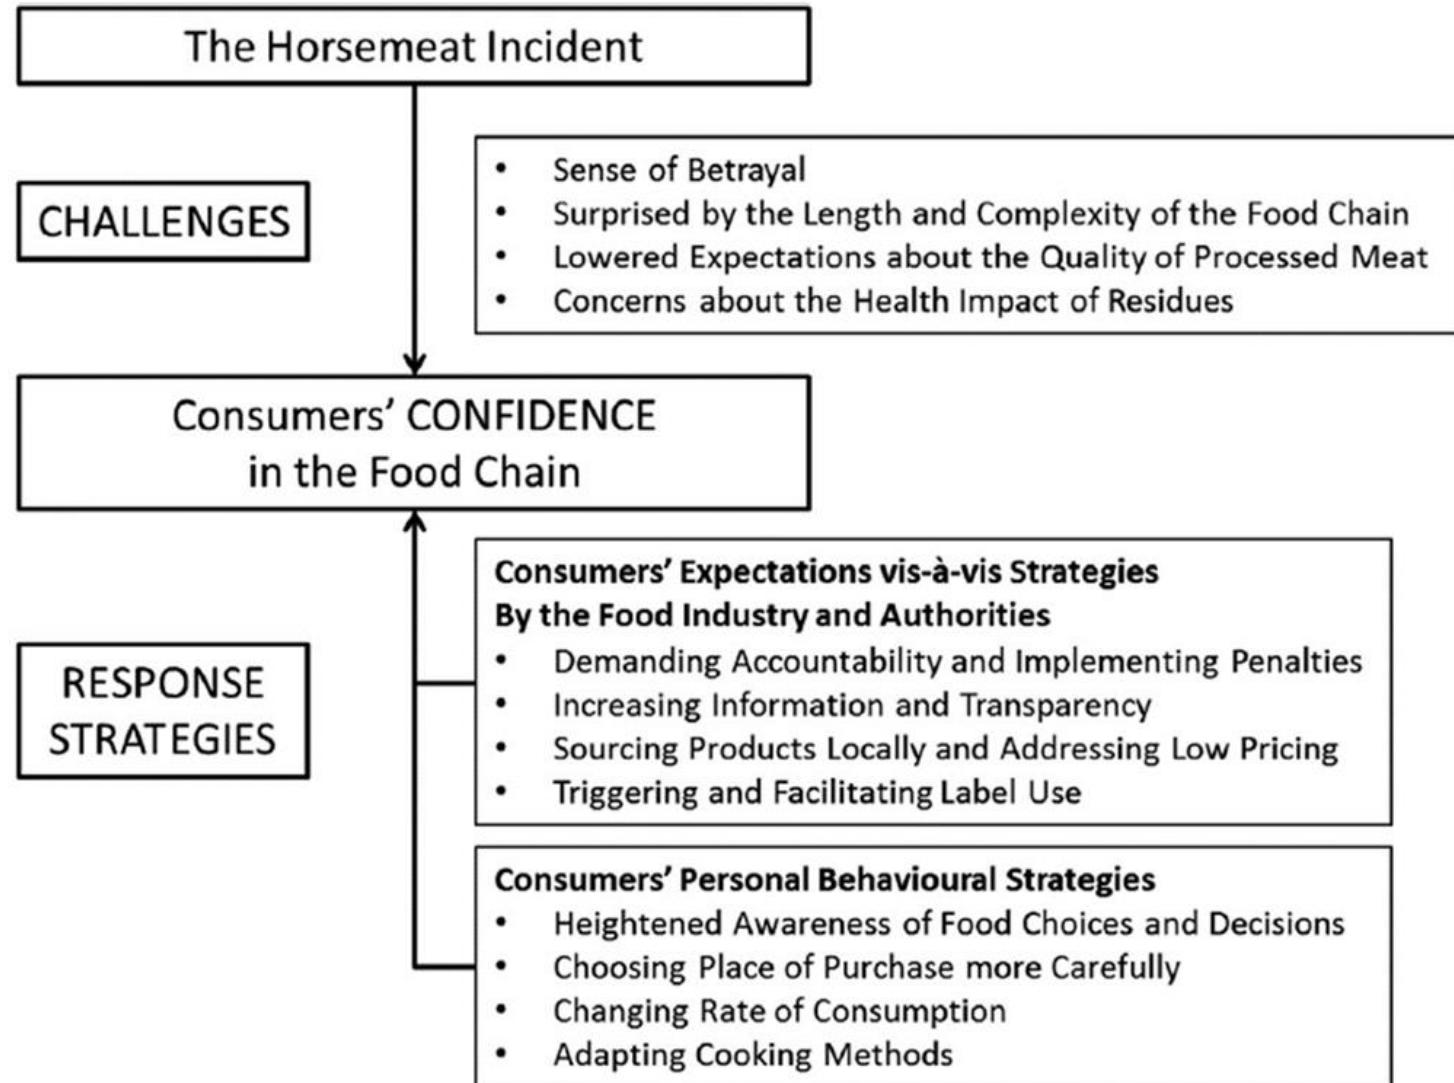 The Horsemeat Incident
CHALLENGES
• Sense of Betrayal
• Surprised by the Length and Complexity of the Food Chain
• Lowered Expectations about the Quality of Processed Meat
• Concerns about the Health Impact of Residues
Consumers’ CONFIDENCE
in the Food Chain
RESPONSE
STRATEGIES
Consumers’ Expectations vis-à-vis Strategies
By the Food Industry and Authorities
• Demanding Accountability and Implementing Penalties
• Increasing Information and Transparency
• Sourcing Products Locally and Addressing Low Pricing
• Triggering and Facilitating Label Use
Consumers’ Personal Behavioural Strategies
• Heightened Awareness of Food Choices and Decisions
• Choosing Place of Purchase more Carefully
• Changing Rate of Consumption
• Adapting Cooking Methods